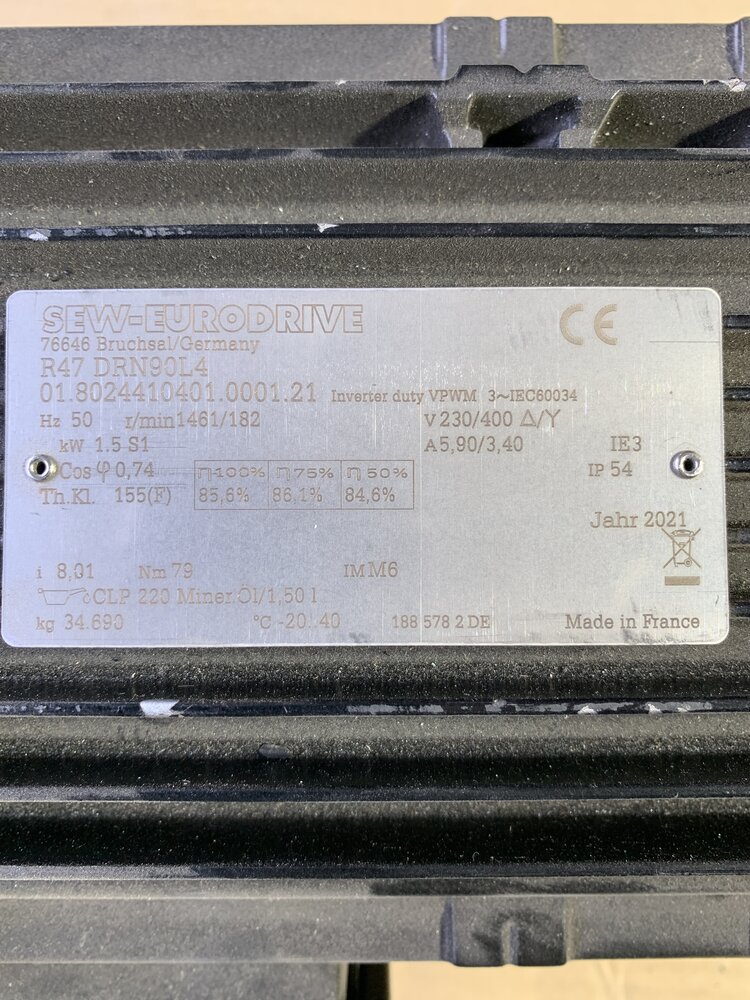 SEW-EURODRIVE CE
76646 Bruchsal/Germany
R47 DRN90L4
01.8024410401.0001.21 Inverter duty VPWM 3~IEC60034
Hz 50 r/min1461/182 V 230/400 Δ/Y
kW 1.5 S1 A5,90/3,40 IE3
Cos φ 0,74 η100% η75% η50% IP 54
Th.Kl. 155(F) 85,6% 86,1% 84,6%
Jahr 2021
i 8,01 Nm 79 IM M6
CLP 220 Miner.Öl/1,50 l
kg 34.690 °C -20..40 188 578 2 DE Made in France